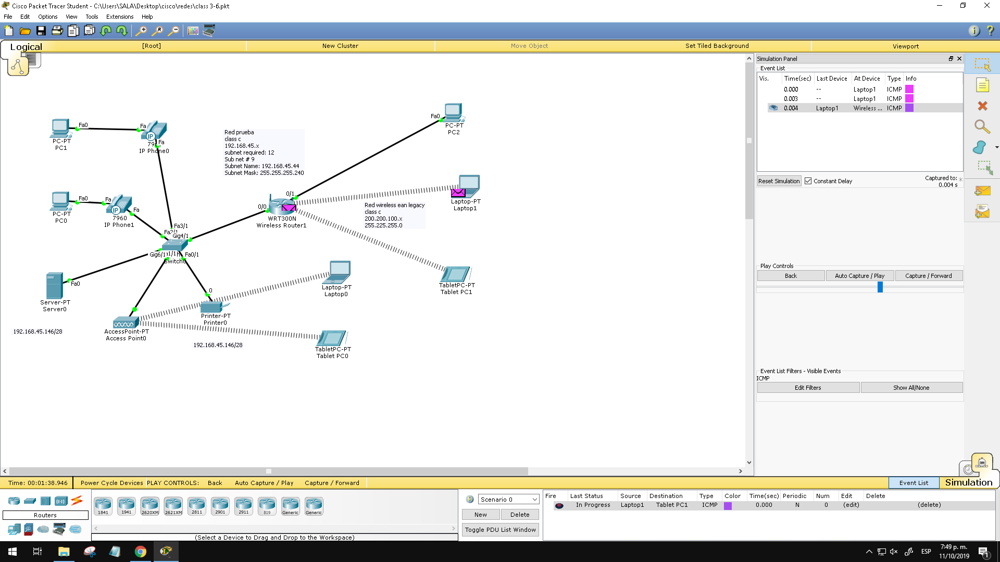 Cisco Packet Tracer Student - C:\Users\SALA\Desktop\cisco\redes\class 3-6.pkt
File Edit Options View Tools Extensions Help
Logical [Root] New Cluster Move Object Set Tiled Background Viewport
Simulation Panel
Event List
Vis. Time(sec) Last Device At Device Type Info
0.000 -- Laptop1 ICMP
0.003 -- Laptop1 ICMP
0.004 Laptop1 Wireless ... ICMP
Reset Simulation Constant Delay Captured to: *
0.004 s
Play Controls
Back Auto Capture / Play Capture / Forward
Event List Filters - Visible Events
ICMP
Edit Filters Show All/None
Fa0
PC-PT
PC1
Fa
IP
Fa
IP Phone0
Red prueba
class c
192.168.45.x
subnet required: 12
Sub net # 9
Subnet Name: 192.168.45.44
Subnet Mask: 255.255.255.240
Fa0
PC-PT
PC2
Fa0
PC-PT
PC0
Fa
IP
Fa
7960
IP Phone1
0/1
0/0
WRT300N
Wireless Router1
Laptop-PT
Laptop1
Red wireless ean legacy
class c
200.200.100.x
255.225.255.0
Fa3/1
Gig4/1
Gig6/1
Fa0/1
Switch0
Fa0
Server-PT
Server0
192.168.45.146/28
AccessPoint-PT
Access Point0
0
Printer-PT
Printer0
192.168.45.146/28
Laptop-PT
Laptop0
TabletPC-PT
Tablet PC0
TabletPC-PT
Tablet PC1
Time: 00:01:38.946 Power Cycle Devices PLAY CONTROLS: Back Auto Capture / Play Capture / Forward Event List Simulation
Routers
1841 1941 2620XM 2621XM 2811 2901 2911 819 Generic Generic
(Select a Device to Drag and Drop to the Workspace)
Scenario 0
New Delete
Toggle PDU List Window
Fire Last Status Source Destination Type Color Time(sec) Periodic Num Edit Delete
In Progress Laptop1 Tablet PC1 ICMP 0.000 N 0 (edit) (delete)
ESP
7:49 p. m.
11/10/2019
1